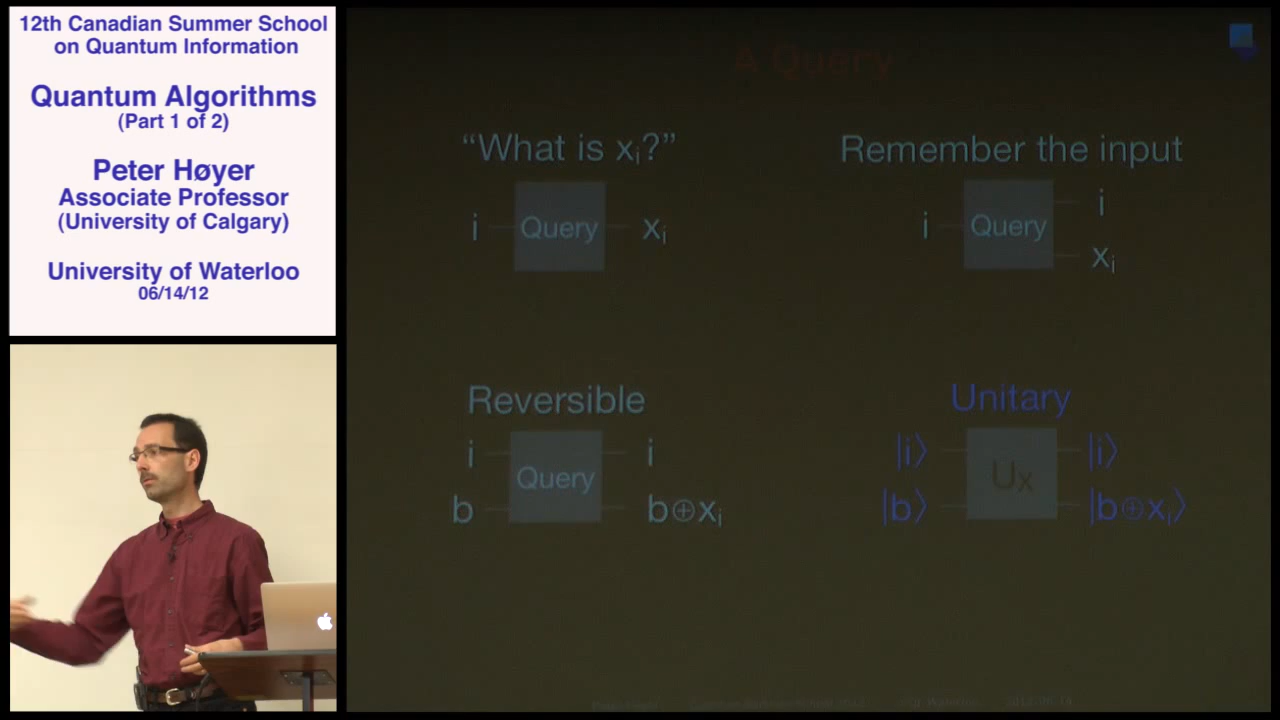 12th Canadian Summer School
on Quantum Information
Quantum Algorithms
(Part 1 of 2)
Peter Høyer
Associate Professor
(University of Calgary)
University of Waterloo
06/14/12
A Query
“What is xᵢ?”
i Query xᵢ
Remember the input
i Query i
xᵢ
Reversible
i Query i
b b⊕xᵢ
Unitary
|i⟩ Uₓ |i⟩
|b⟩ |b⊕xᵢ⟩